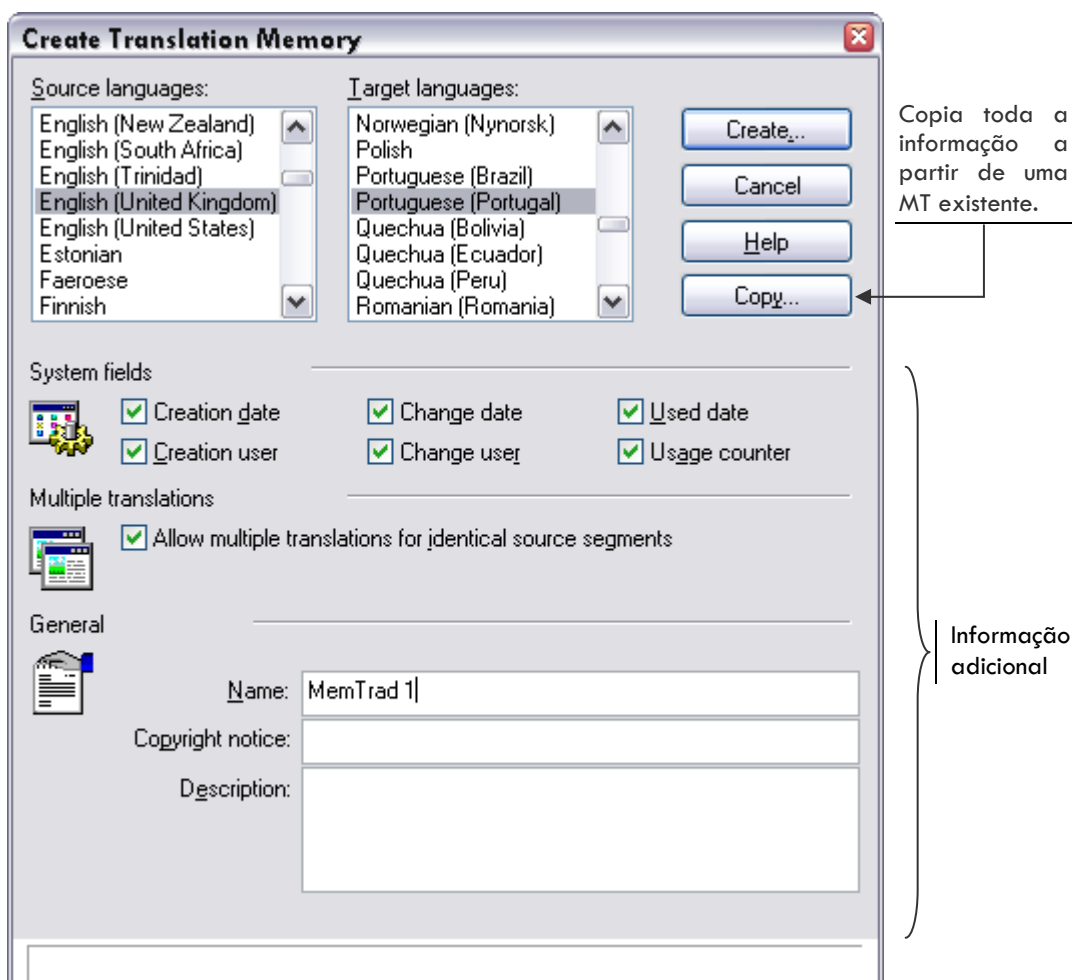 Create Translation Memory
Source languages:
English (New Zealand)
English (South Africa)
English (Trinidad)
English (United Kingdom)
English (United States)
Estonian
Faeroese
Finnish
Target languages:
Norwegian (Nynorsk)
Polish
Portuguese (Brazil)
Portuguese (Portugal)
Quechua (Bolivia)
Quechua (Ecuador)
Quechua (Peru)
Romanian (Romania)
Create...
Cancel
Help
Copy...
Copia toda a
informação a
partir de uma
MT existente.
System fields
Creation date
Change date
Used date
Creation user
Change user
Usage counter
Multiple translations
Allow multiple translations for identical source segments
General
Name: MemTrad 1
Copyright notice:
Description:
Informação
adicional